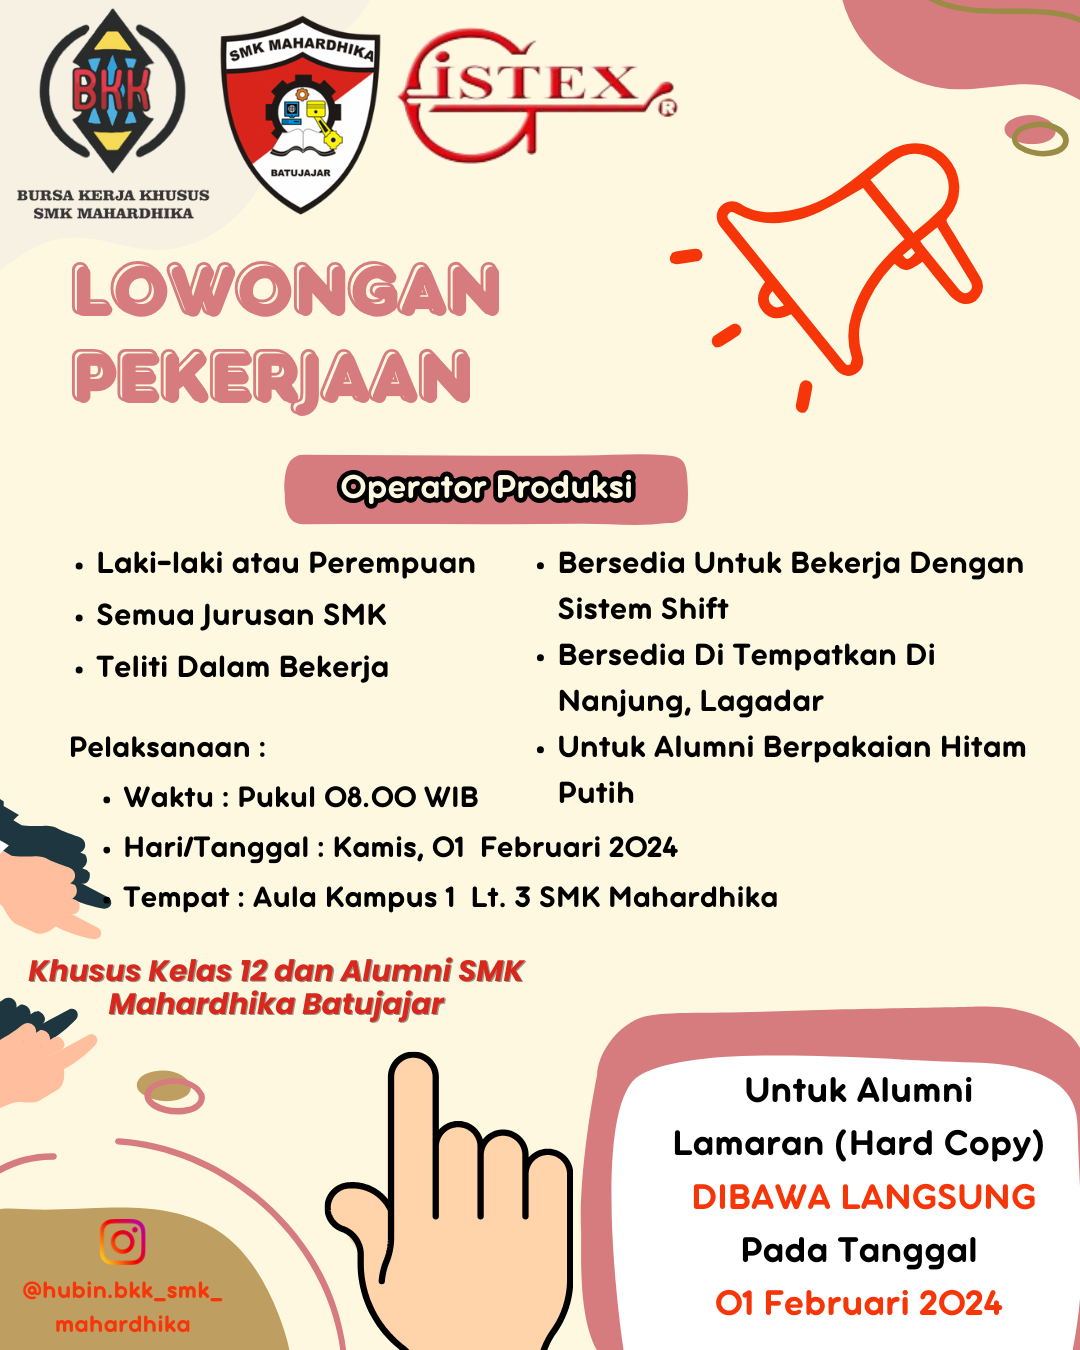 BKK
BURSA KERJA KHUSUS
SMK MAHARDHIKA
SMK MAHARDHIKA
BATUJAJAR
GISTEX
®
LOWONGAN
PEKERJAAN
Operator Produksi
• Laki-laki atau Perempuan
• Semua Jurusan SMK
• Teliti Dalam Bekerja
• Bersedia Untuk Bekerja Dengan
Sistem Shift
• Bersedia Di Tempatkan Di
Nanjung, Lagadar
• Untuk Alumni Berpakaian Hitam
Putih
Pelaksanaan :
• Waktu : Pukul 08.00 WIB
• Hari/Tanggal : Kamis, 01 Februari 2024
• Tempat : Aula Kampus 1 Lt. 3 SMK Mahardhika
Khusus Kelas 12 dan Alumni SMK
Mahardhika Batujajar
Untuk Alumni
Lamaran (Hard Copy)
DIBAWA LANGSUNG
Pada Tanggal
01 Februari 2024
@hubin.bkk_smk_
mahardhika